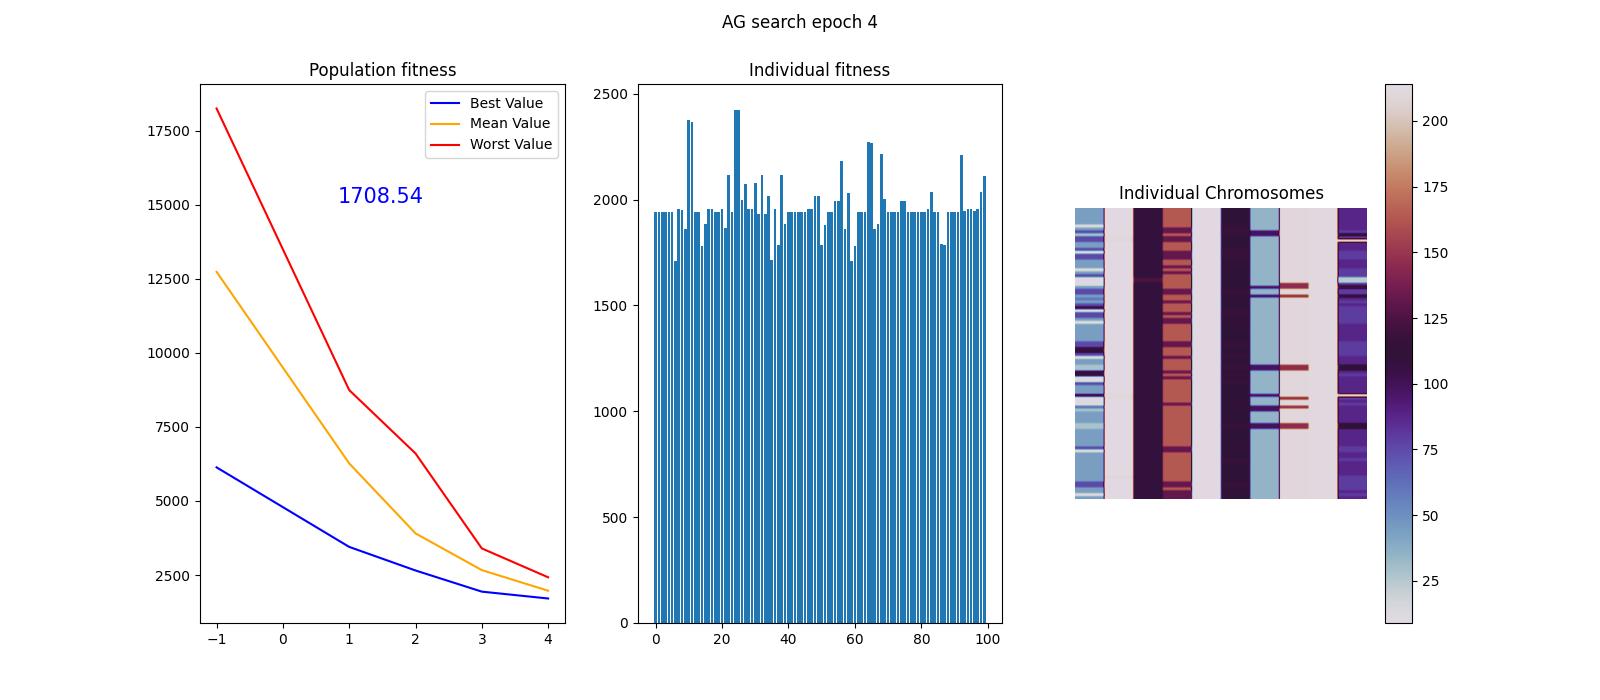 AG search epoch 4
Population fitness
17500
15000
12500
10000
7500
5000
2500
−1 0 1 2 3 4
Best Value
Mean Value
Worst Value
1708.54
Individual fitness
2500
2000
1500
1000
500
0
0 20 40 60 80 100
Individual Chromosomes
200
175
150
125
100
75
50
25